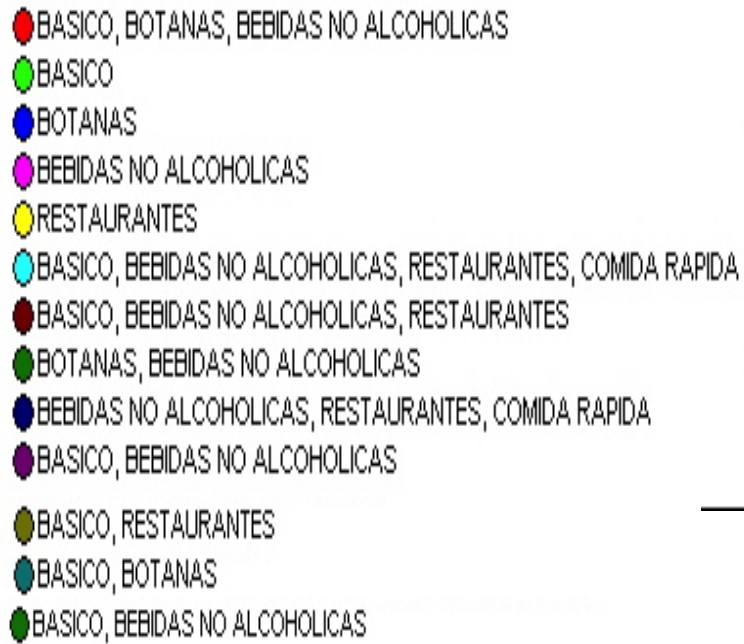 BASICO, BOTANAS, BEBIDAS NO ALCOHOLICAS
BASICO
BOTANAS
BEBIDAS NO ALCOHOLICAS
RESTAURANTES
BASICO, BEBIDAS NO ALCOHOLICAS, RESTAURANTES, COMIDA RAPIDA
BASICO, BEBIDAS NO ALCOHOLICAS, RESTAURANTES
BOTANAS, BEBIDAS NO ALCOHOLICAS
BEBIDAS NO ALCOHOLICAS, RESTAURANTES, COMIDA RAPIDA
BASICO, BEBIDAS NO ALCOHOLICAS
BASICO, RESTAURANTES
BASICO, BOTANAS
BASICO, BEBIDAS NO ALCOHOLICAS